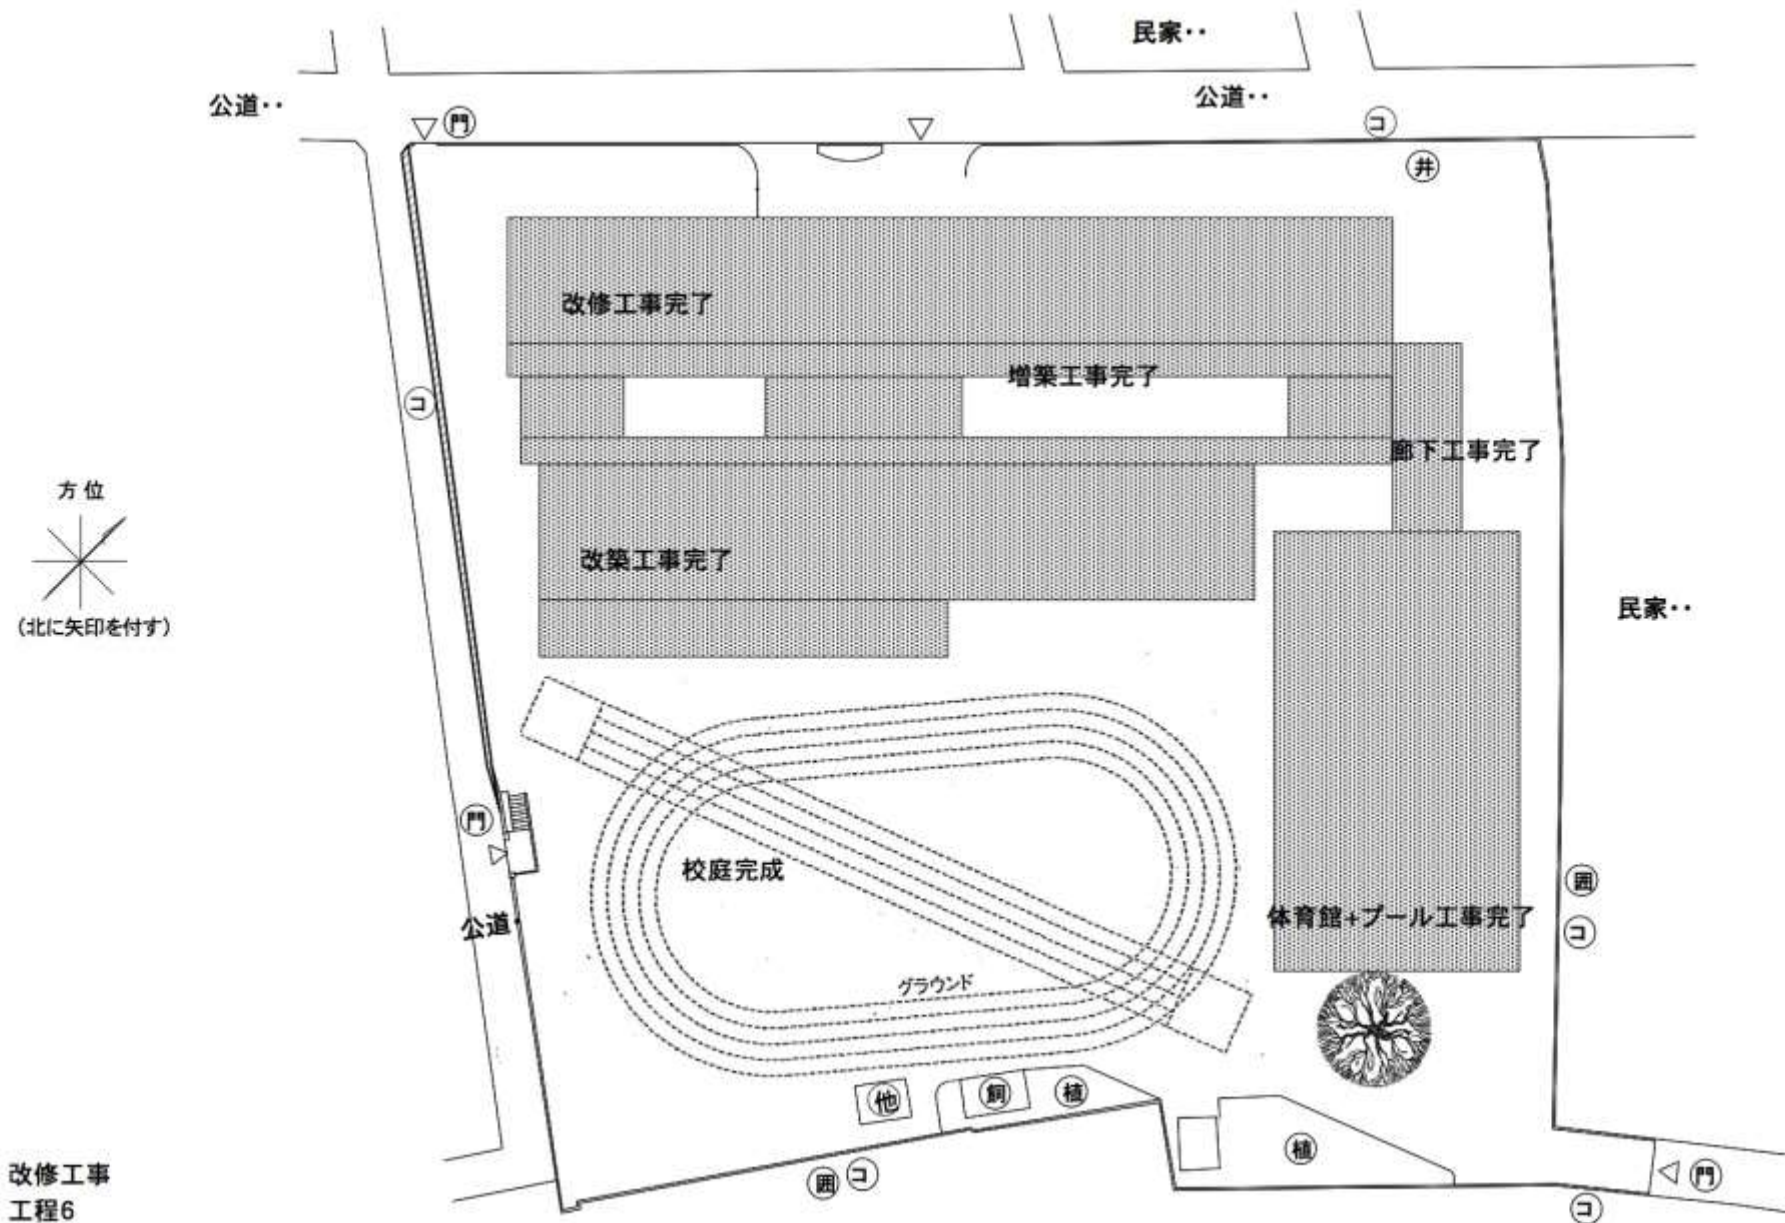 民家･･
公道･･
公道･･
門
コ
井
改修工事完了
増築工事完了
コ
廊下工事完了
方位
(北に矢印を付す)
改築工事完了
民家･･
門
校庭完成
囲
公道･
体育館+プール工事完了
コ
グラウンド
他
飼
植
植
囲
コ
門
改修工事
工程6
コ